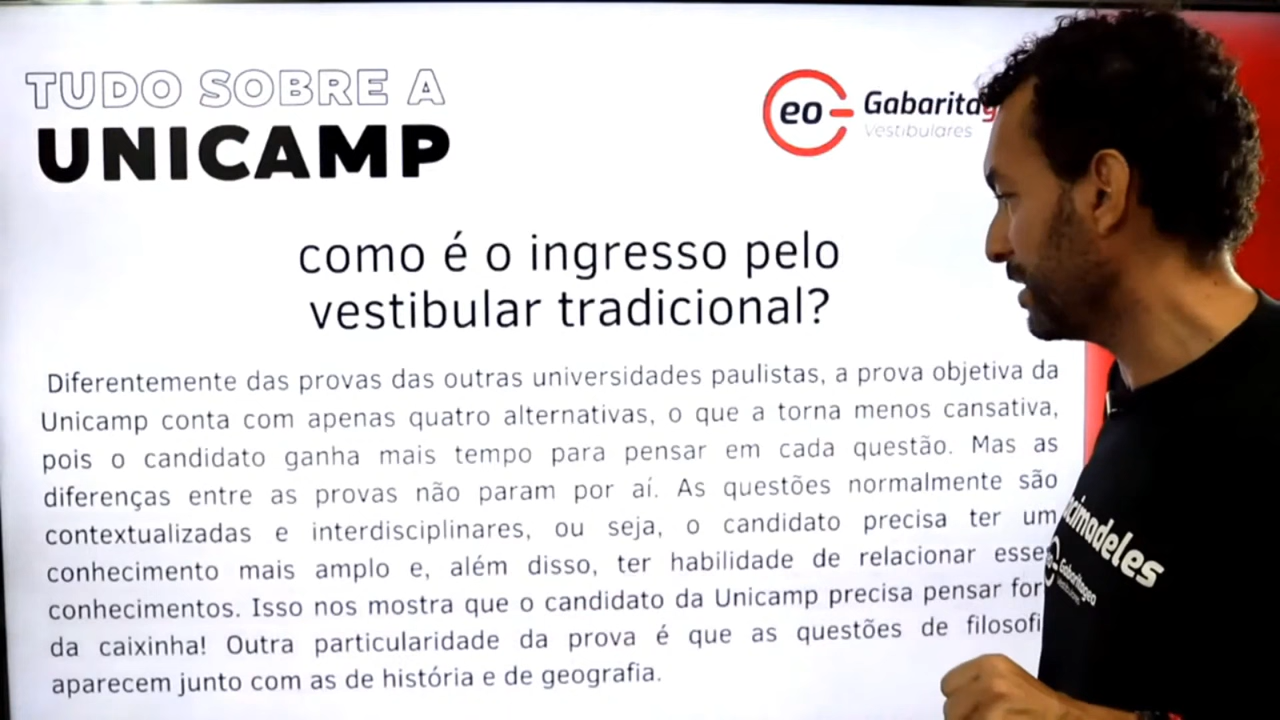 TUDO SOBRE A
UNICAMP
eo
Gabaritag
Vestibulares
como é o ingresso pelo
vestibular tradicional?
Diferentemente das provas das outras universidades paulistas, a prova objetiva da
Unicamp conta com apenas quatro alternativas, o que a torna menos cansativa,
pois o candidato ganha mais tempo para pensar em cada questão. Mas as
diferenças entre as provas não param por aí. As questões normalmente são
contextualizadas e interdisciplinares, ou seja, o candidato precisa ter um
conhecimento mais amplo e, além disso, ter habilidade de relacionar esse
conhecimentos. Isso nos mostra que o candidato da Unicamp precisa pensar for
da caixinha! Outra particularidade da prova é que as questões de filosofi
aparecem junto com as de história e de geografia.
cimadeles
Gabaritageo